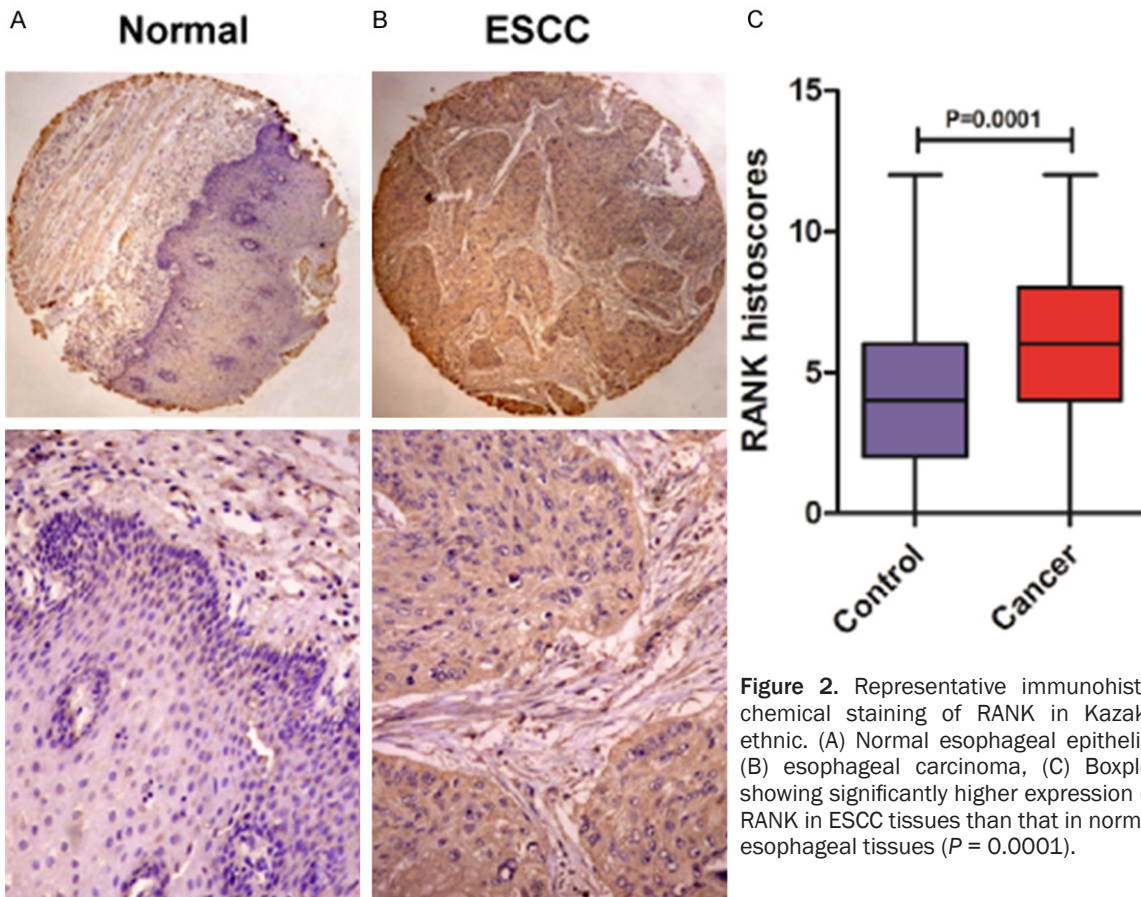 A
Normal
B
ESCC
C
15
10
5
0
RANK histoscores
P=0.0001
Control
Cancer
Figure 2. Representative immunohist
chemical staining of RANK in Kazak
ethnic. (A) Normal esophageal epitheli
(B) esophageal carcinoma, (C) Boxpl
showing significantly higher expression
RANK in ESCC tissues than that in norm
esophageal tissues (P = 0.0001).